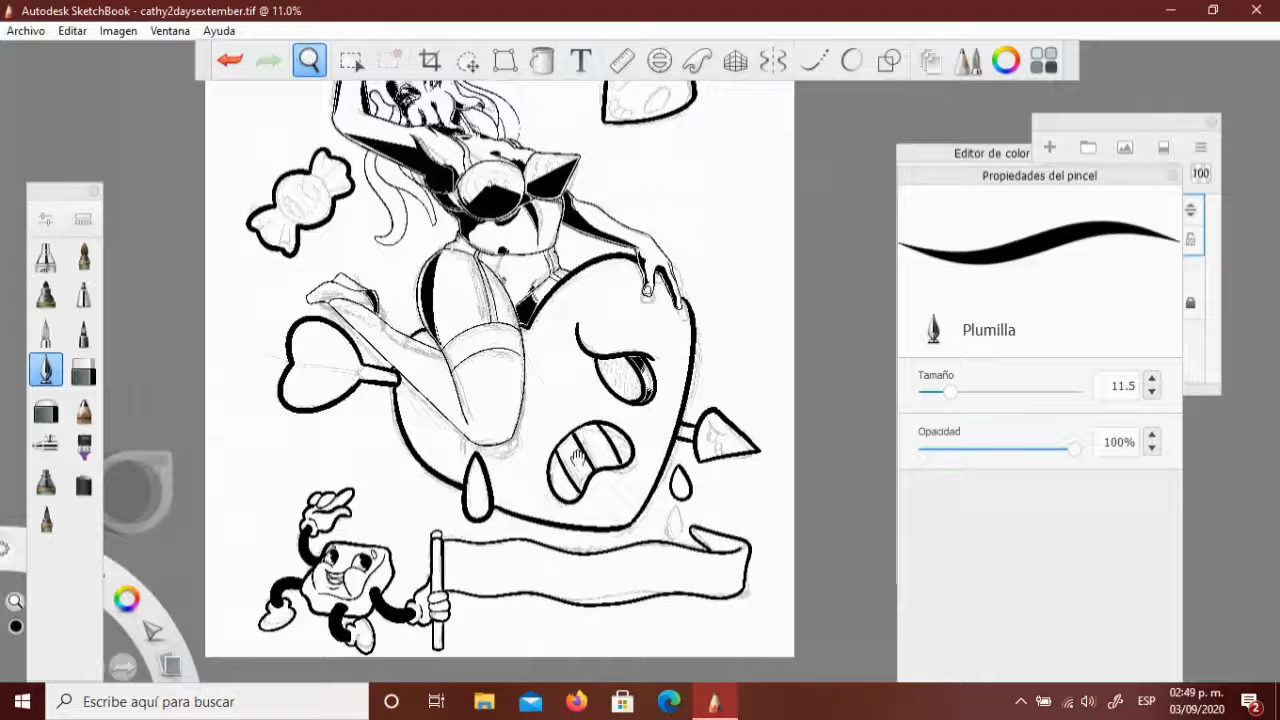 Autodesk SketchBook - cathy2daysextember.tif @ 11.0%
Archivo Editar Imagen Ventana Ayuda
Editor de color
Propiedades del pincel
100
Plumilla
Tamaño
11.5
Opacidad
100%
Escribe aquí para buscar
ESP
02:49 p. m.
03/09/2020
2